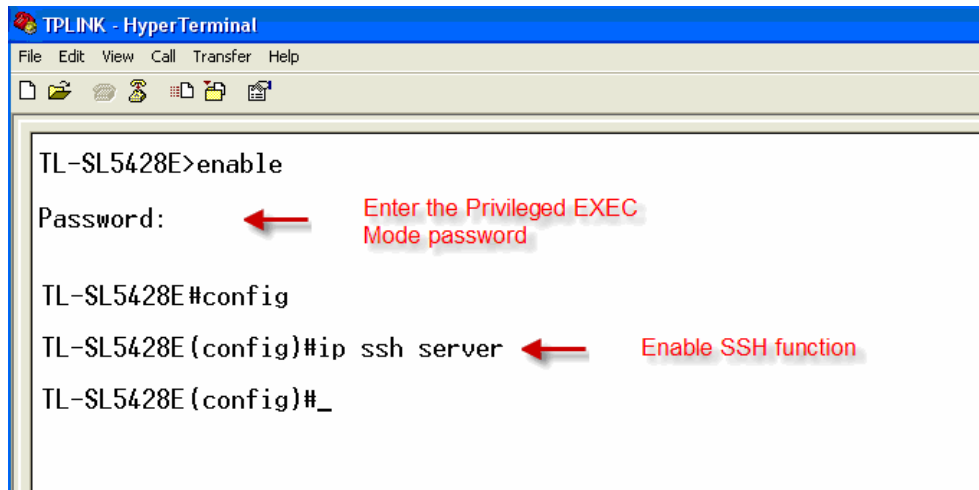 TPLINK - HyperTerminal
File Edit View Call Transfer Help
TL-SL5428E>enable
Password:
Enter the Privileged EXEC
Mode password
TL-SL5428E#config
TL-SL5428E(config)#ip ssh server
Enable SSH function
TL-SL5428E(config)#_